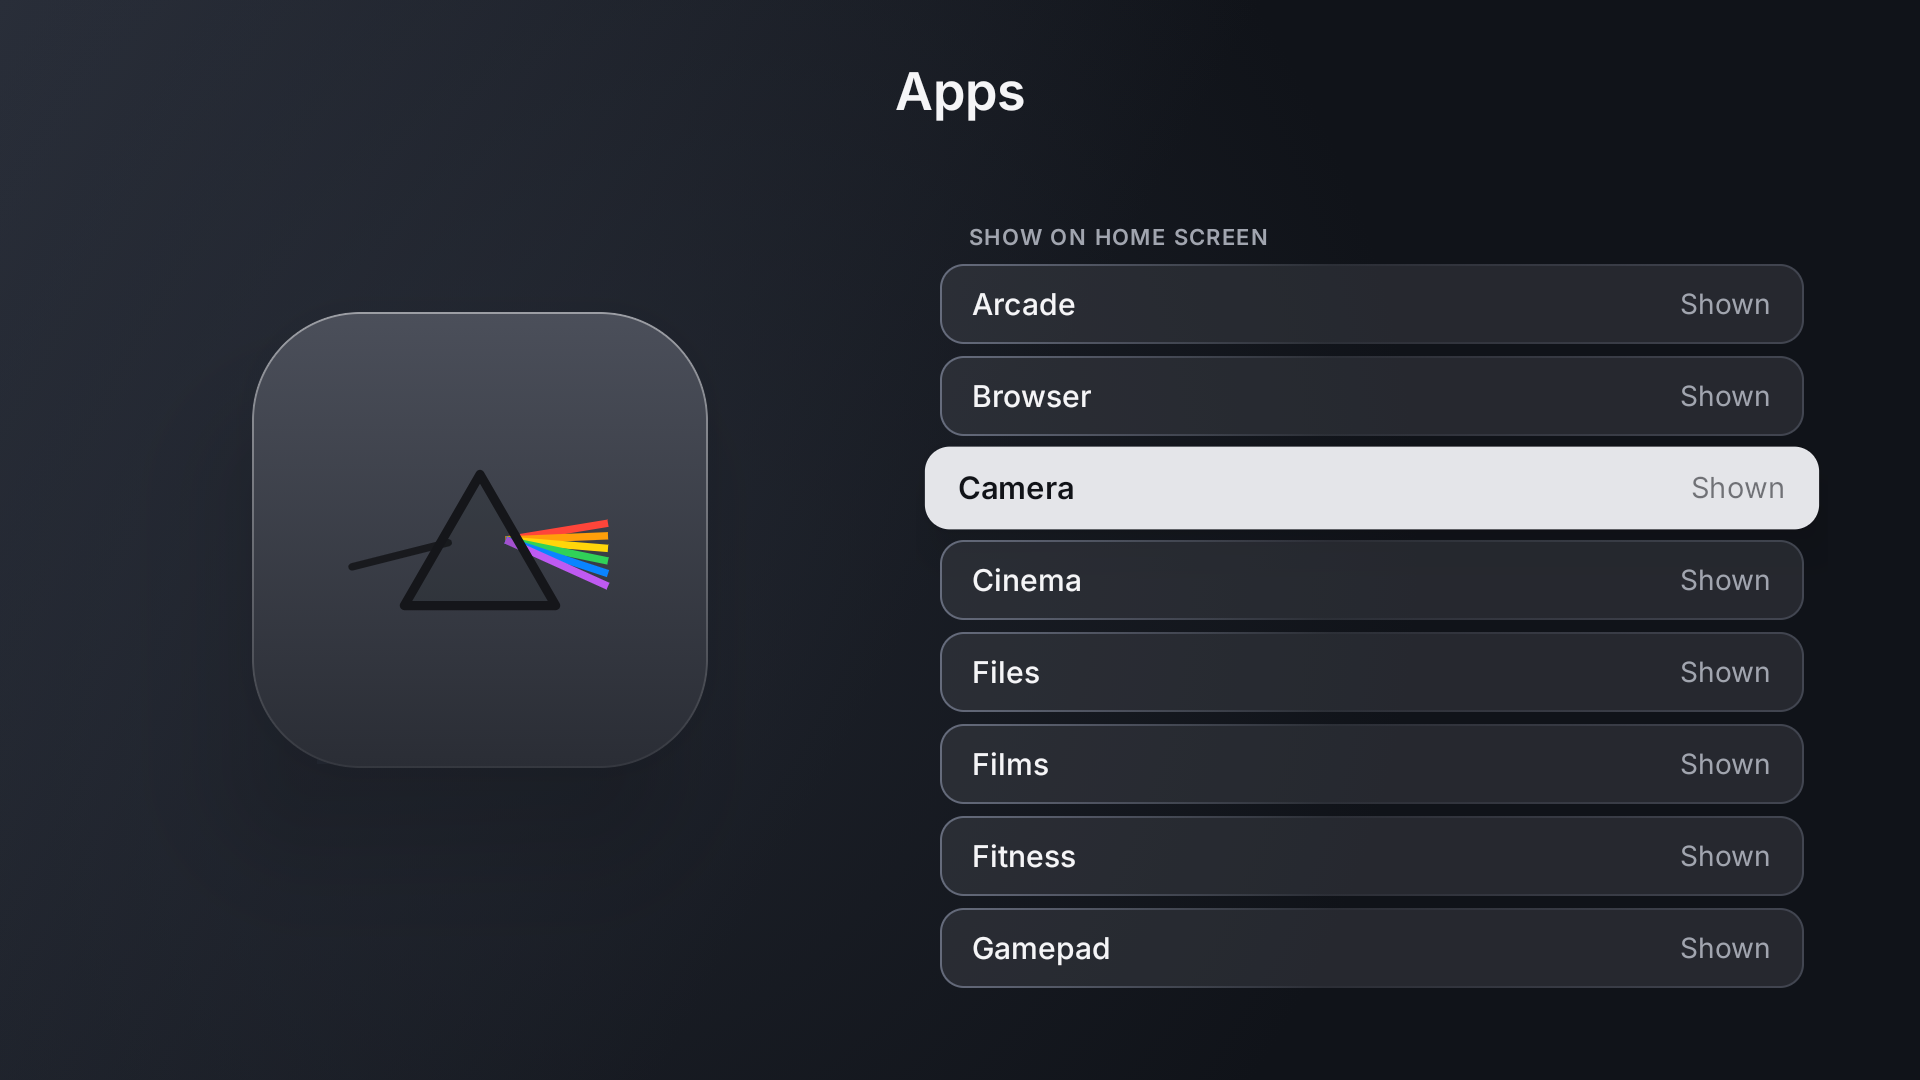 Apps
SHOW ON HOME SCREEN
Arcade Shown
Browser Shown
Camera Shown
Cinema Shown
Files Shown
Films Shown
Fitness Shown
Gamepad Shown